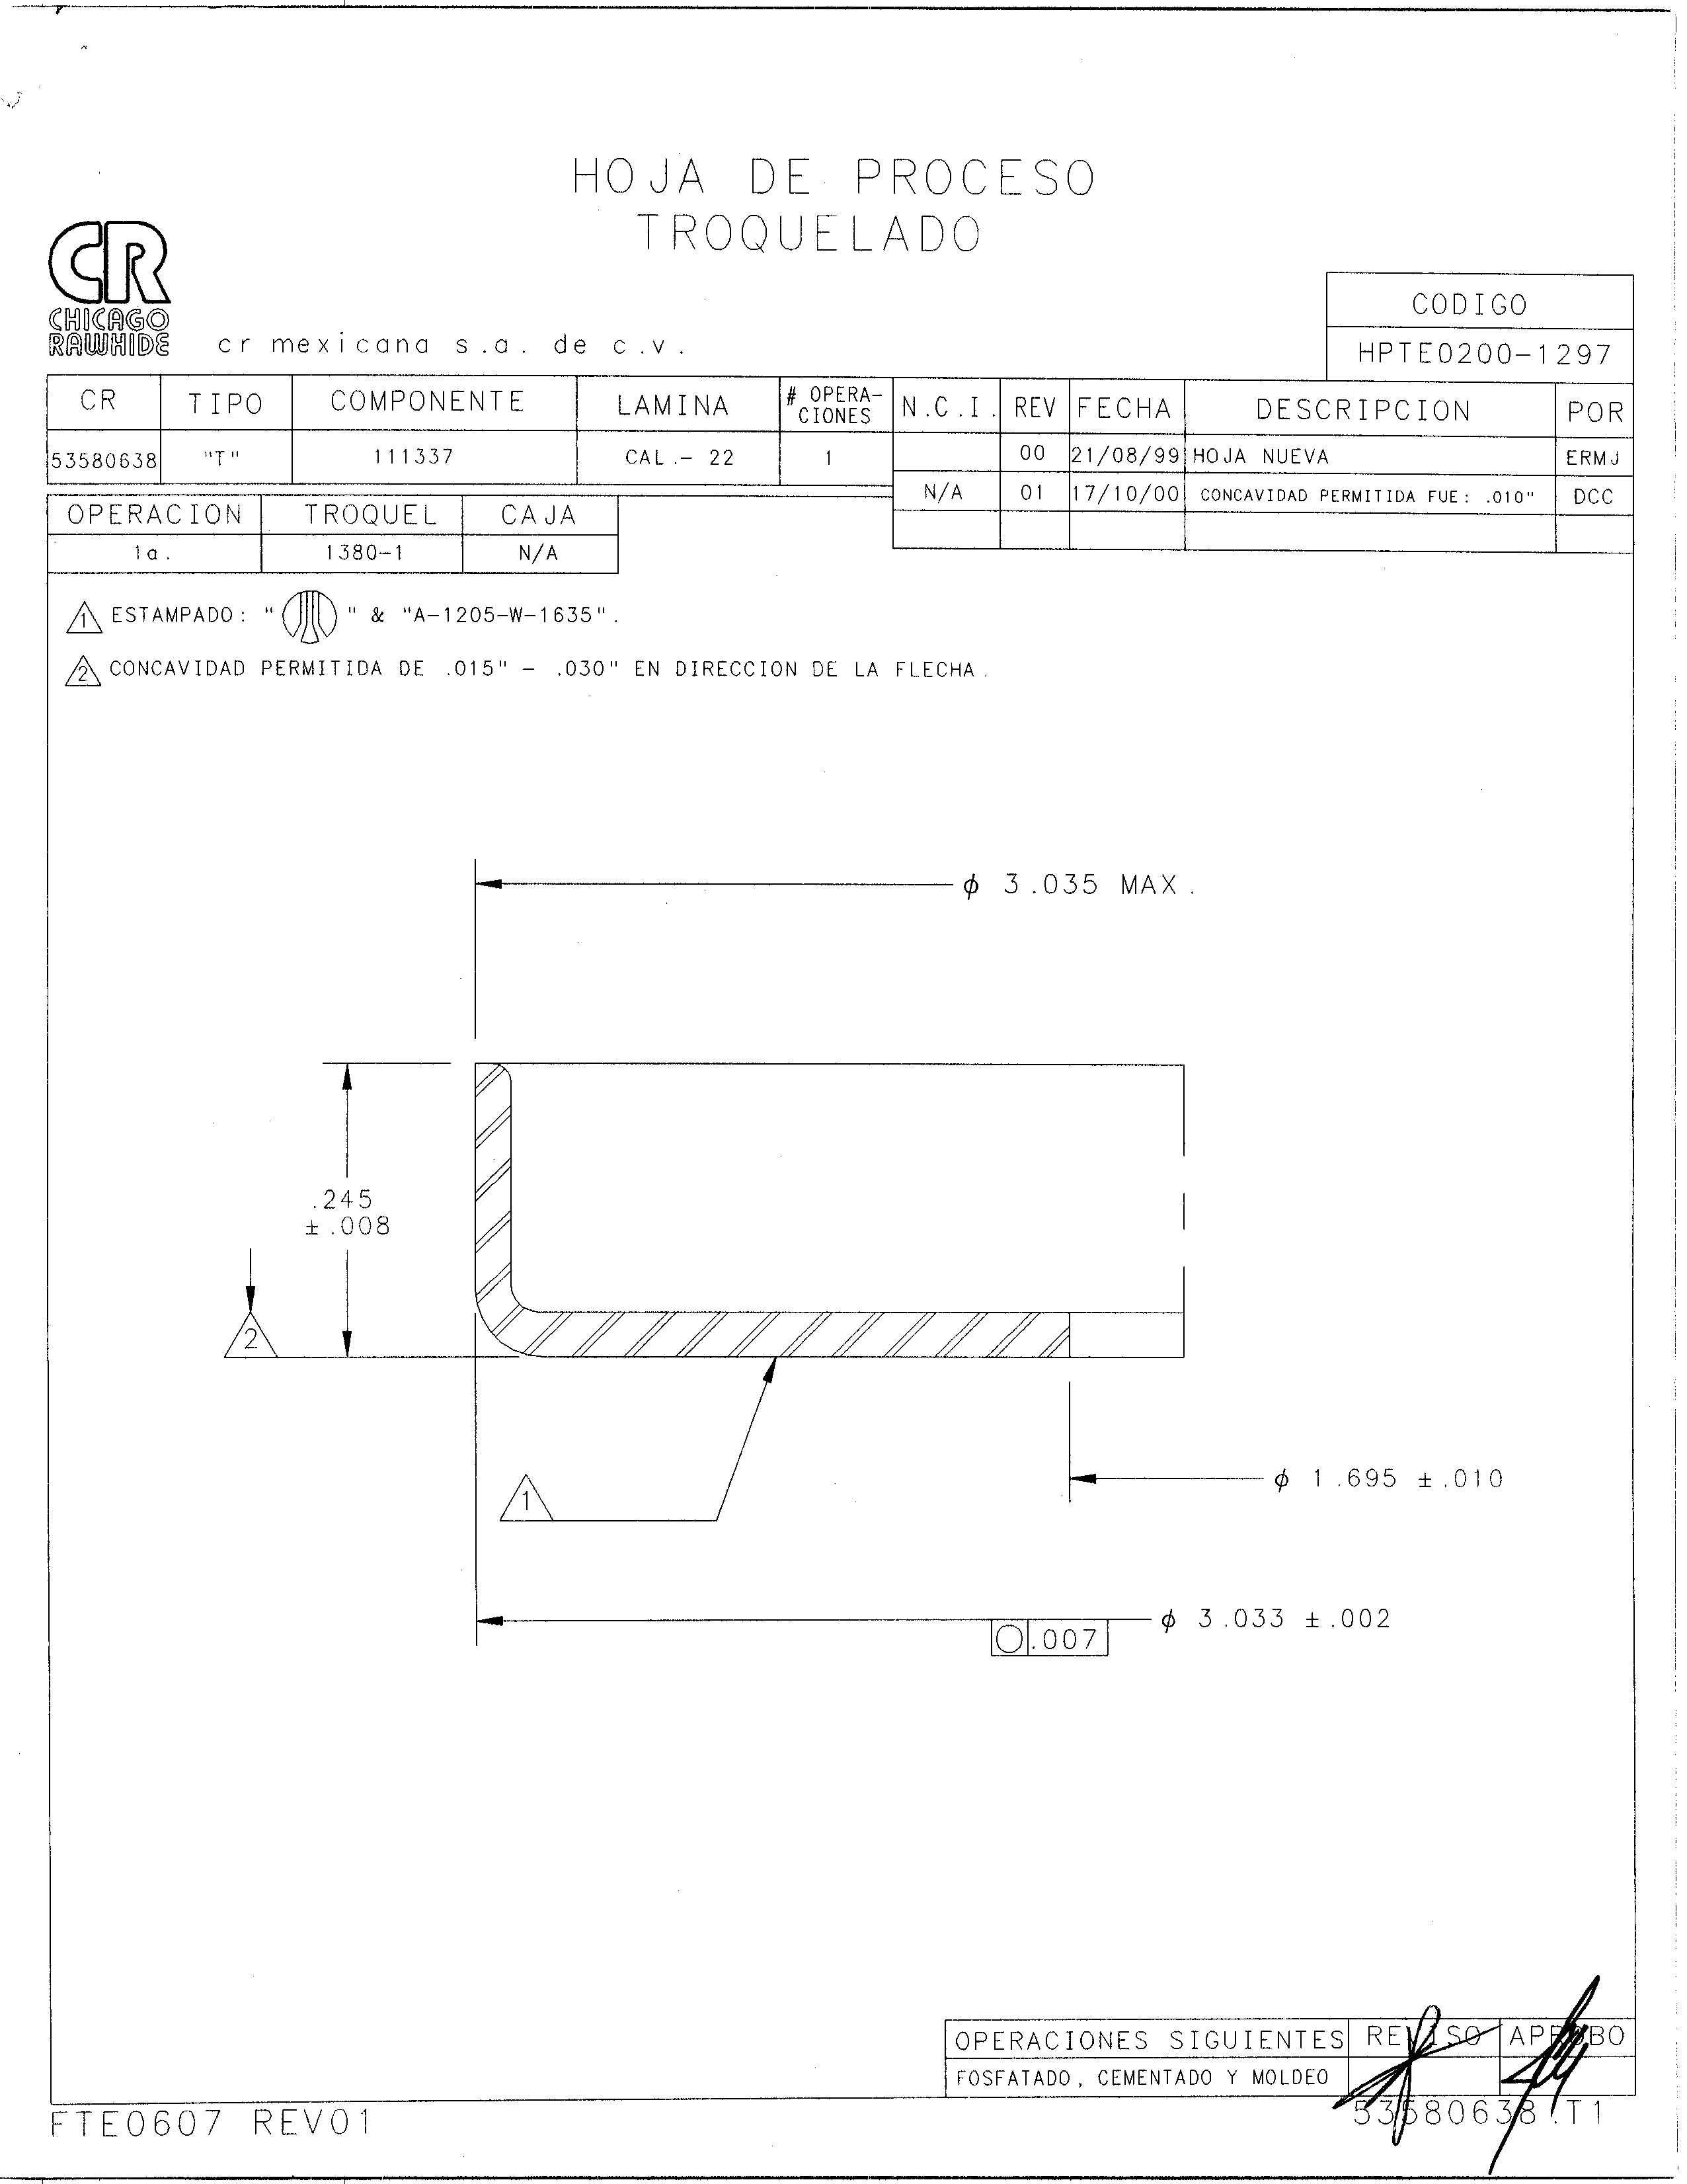 HOJA DE PROCESO
TROQUELADO
CR
CHICAGO
RAWHIDE
cr mexicana s.a. de c.v.
CODIGO
HPTE0200-1297
CR TIPO COMPONENTE LAMINA # OPERA-CIONES N.C.I. REV FECHA DESCRIPCION POR
53580638 "T" 111337 CAL.- 22 1 00 21/08/99 HOJA NUEVA ERMJ
N/A 01 17/10/00 CONCAVIDAD PERMITIDA FUE: .010" DCC
OPERACION TROQUEL CAJA
1a. 1380-1 N/A
1 ESTAMPADO: " " & "A-1205-W-1635".
2 CONCAVIDAD PERMITIDA DE .015" - .030" EN DIRECCION DE LA FLECHA.
ϕ 3.035 MAX.
.245
±.008
2
1
ϕ 1.695 ±.010
ϕ 3.033 ±.002
.007
OPERACIONES SIGUIENTES REVISO APROBO
FOSFATADO, CEMENTADO Y MOLDEO
FTE0607 REV01
53580638.T1